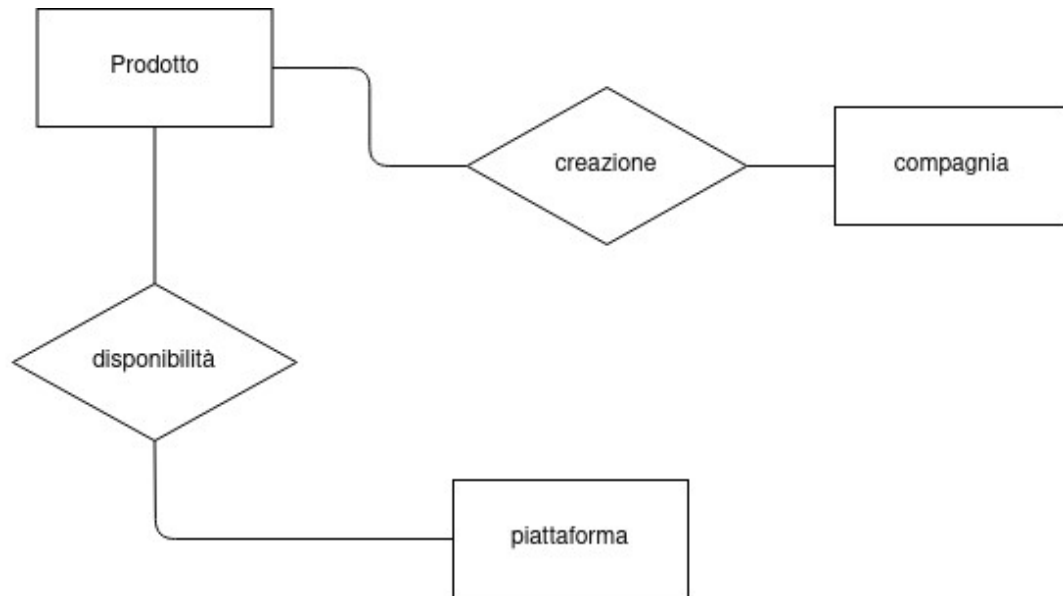 Prodotto
creazione
compagnia
disponibilità
piattaforma